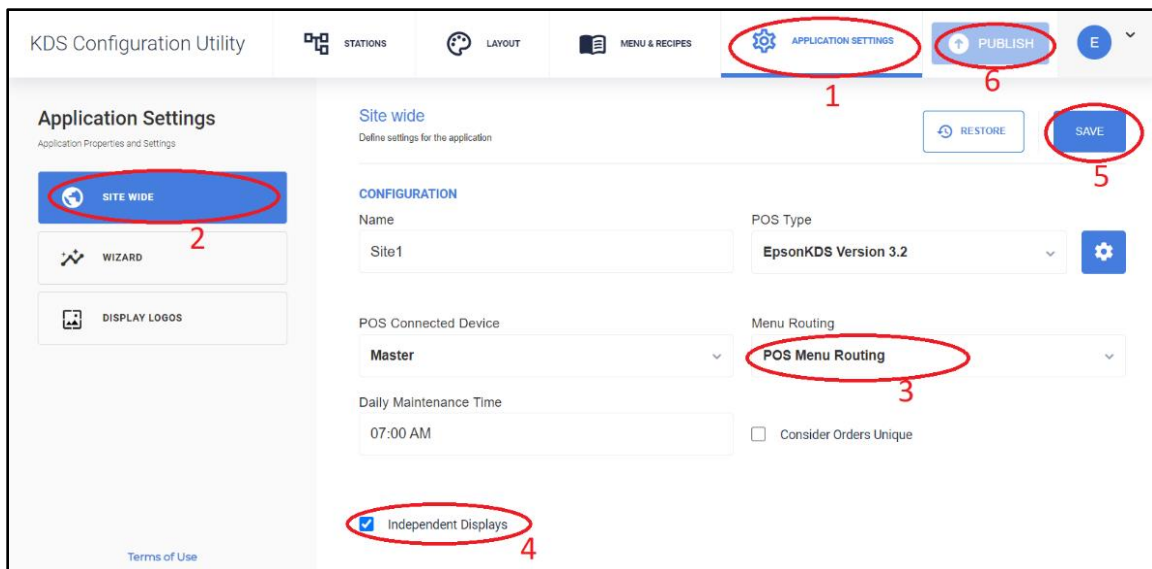 KDS Configuration Utility
STATIONS
LAYOUT
MENU & RECIPES
APPLICATION SETTINGS
PUBLISH
E
1
6
Application Settings
Application Properties and Settings
Site wide
Define settings for the application
RESTORE
SAVE
5
SITE WIDE
2
WIZARD
DISPLAY LOGOS
CONFIGURATION
Name
POS Type
Site1
EpsonKDS Version 3.2
POS Connected Device
Menu Routing
Master
POS Menu Routing
3
Daily Maintenance Time
07:00 AM
Consider Orders Unique
Independent Displays
4
Terms of Use